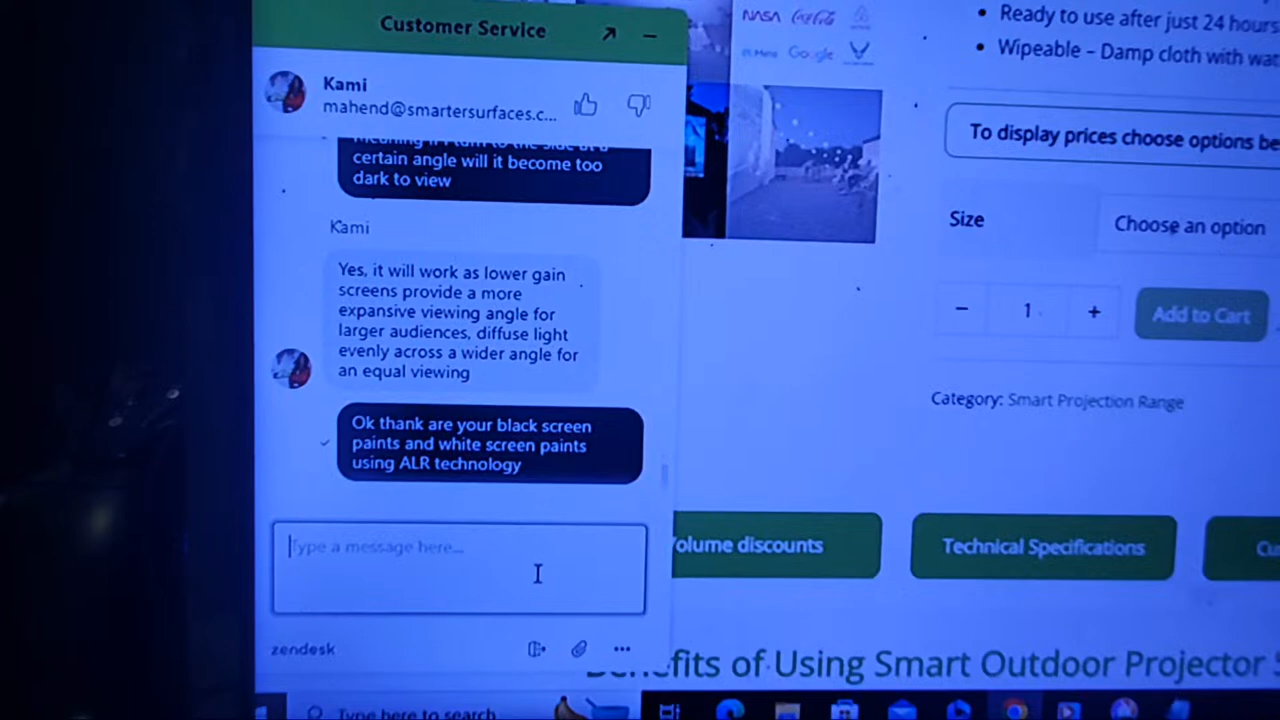 Customer Service
Kami
mahend@smartersurfaces.c...
certain angle will it become too
dark to view
Kami
Yes, it will work as lower gain
screens provide a more
expansive viewing angle for
larger audiences, diffuse light
evenly across a wider angle for
an equal viewing
Ok thank are your black screen
paints and white screen paints
using ALR technology
Type a message here...
zendesk
NASA Coca-Cola
Google
Ready to use after just 24 hours
Wipeable – Damp cloth with wat
To display prices choose options be
Size
Choose an option
− 1 +
Add to Cart
Category: Smart Projection Range
olume discounts
Technical Specifications
Cu
fits of Using Smart Outdoor Projector S
Type here to search